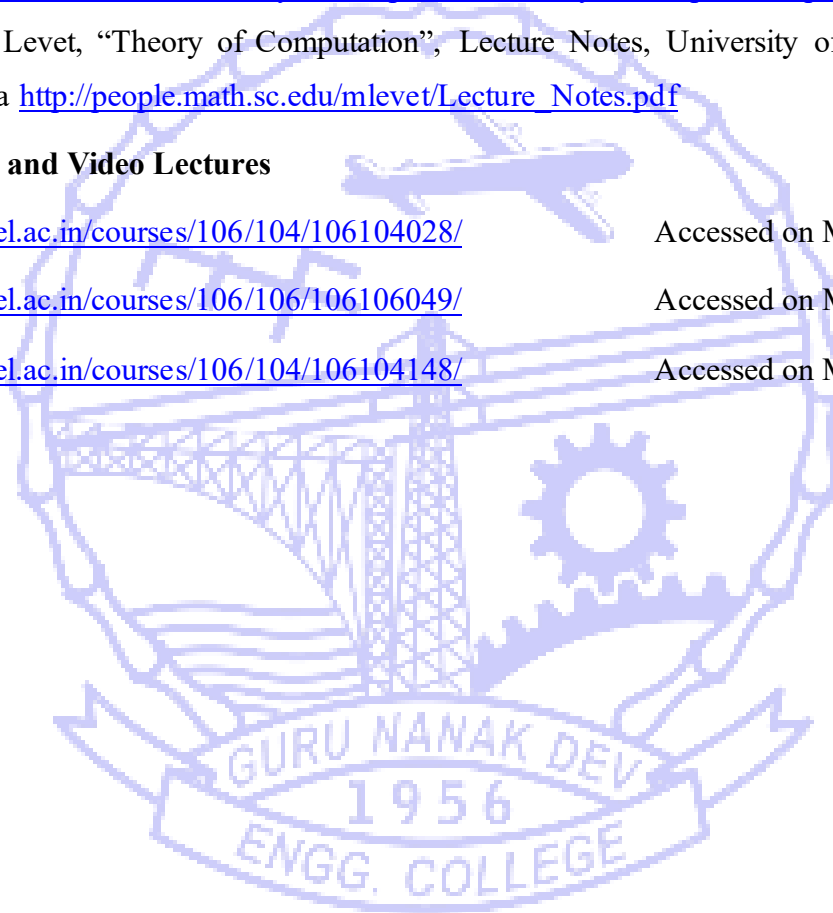 Levet, “Theory of Computation”, Lecture Notes, University of
a http://people.math.sc.edu/mlevet/Lecture_Notes.pdf
and Video Lectures
el.ac.in/courses/106/104/106104028/ Accessed on M
el.ac.in/courses/106/106/106106049/ Accessed on M
el.ac.in/courses/106/104/106104148/ Accessed on M
GURU NANAK DEV
1956
ENGG. COLLEGE